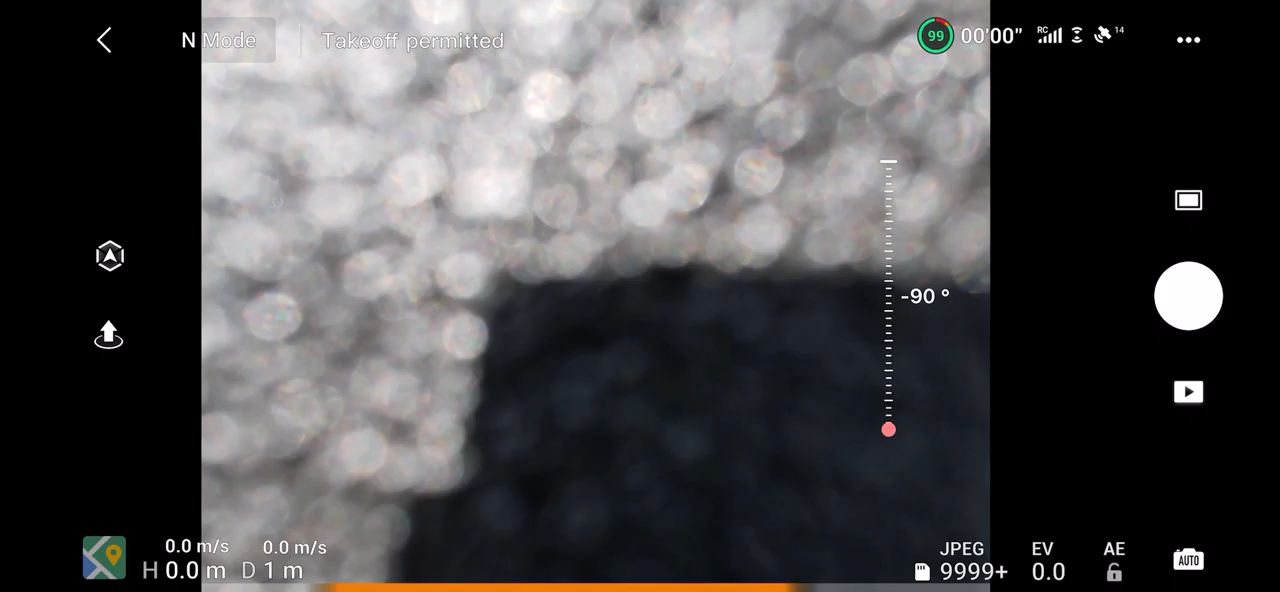 N Mode
Takeoff permitted
99 00'00" RC 14
-90 °
0.0 m/s 0.0 m/s
H 0.0 m D 1 m
JPEG EV AE
9999+ 0.0
AUTO